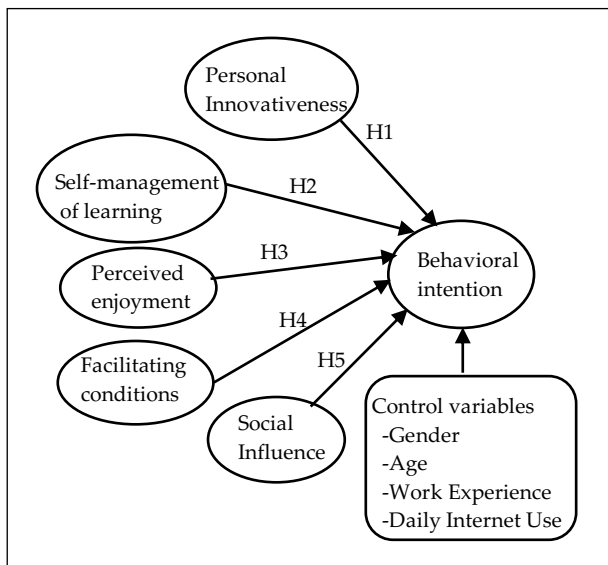 Personal
Innovativeness
H1
Self-management
of learning
H2
Perceived
enjoyment
H3
Behavioral
intention
Facilitating
conditions
H4
H5
Social
Influence
Control variables
-Gender
-Age
-Work Experience
-Daily Internet Use